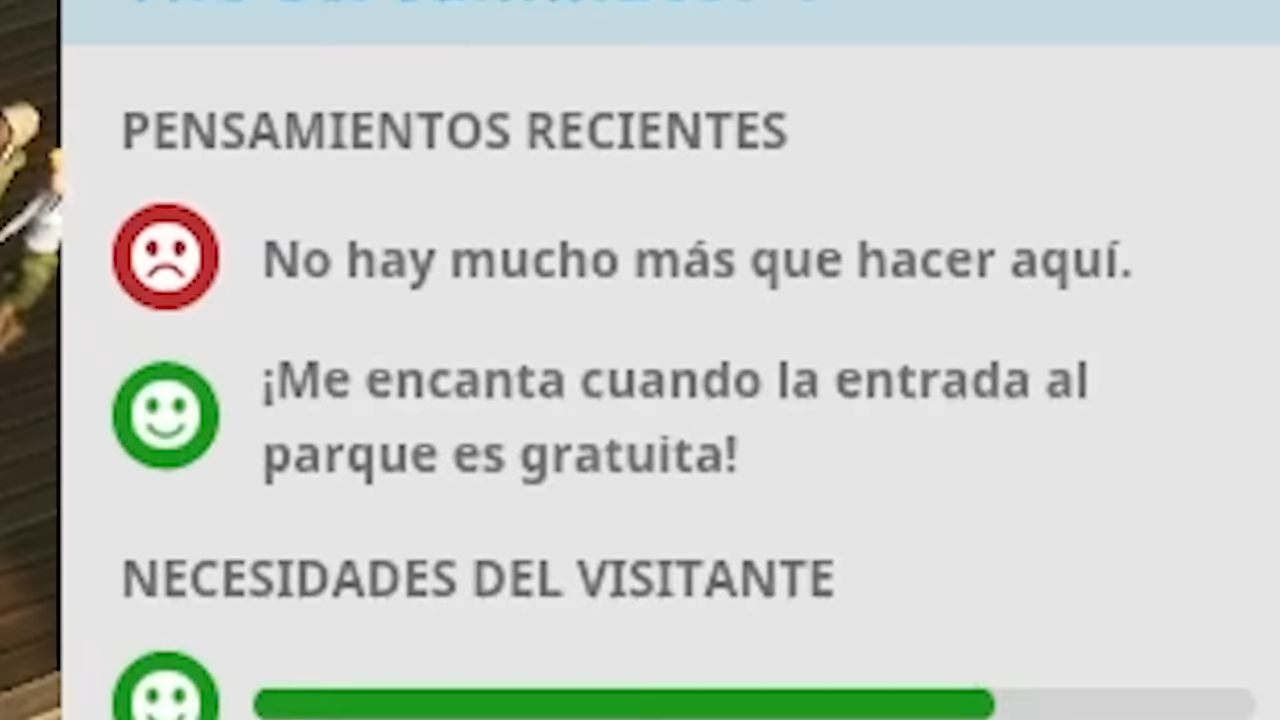 PENSAMIENTOS RECIENTES
No hay mucho más que hacer aquí.
¡Me encanta cuando la entrada al
parque es gratuita!
NECESIDADES DEL VISITANTE